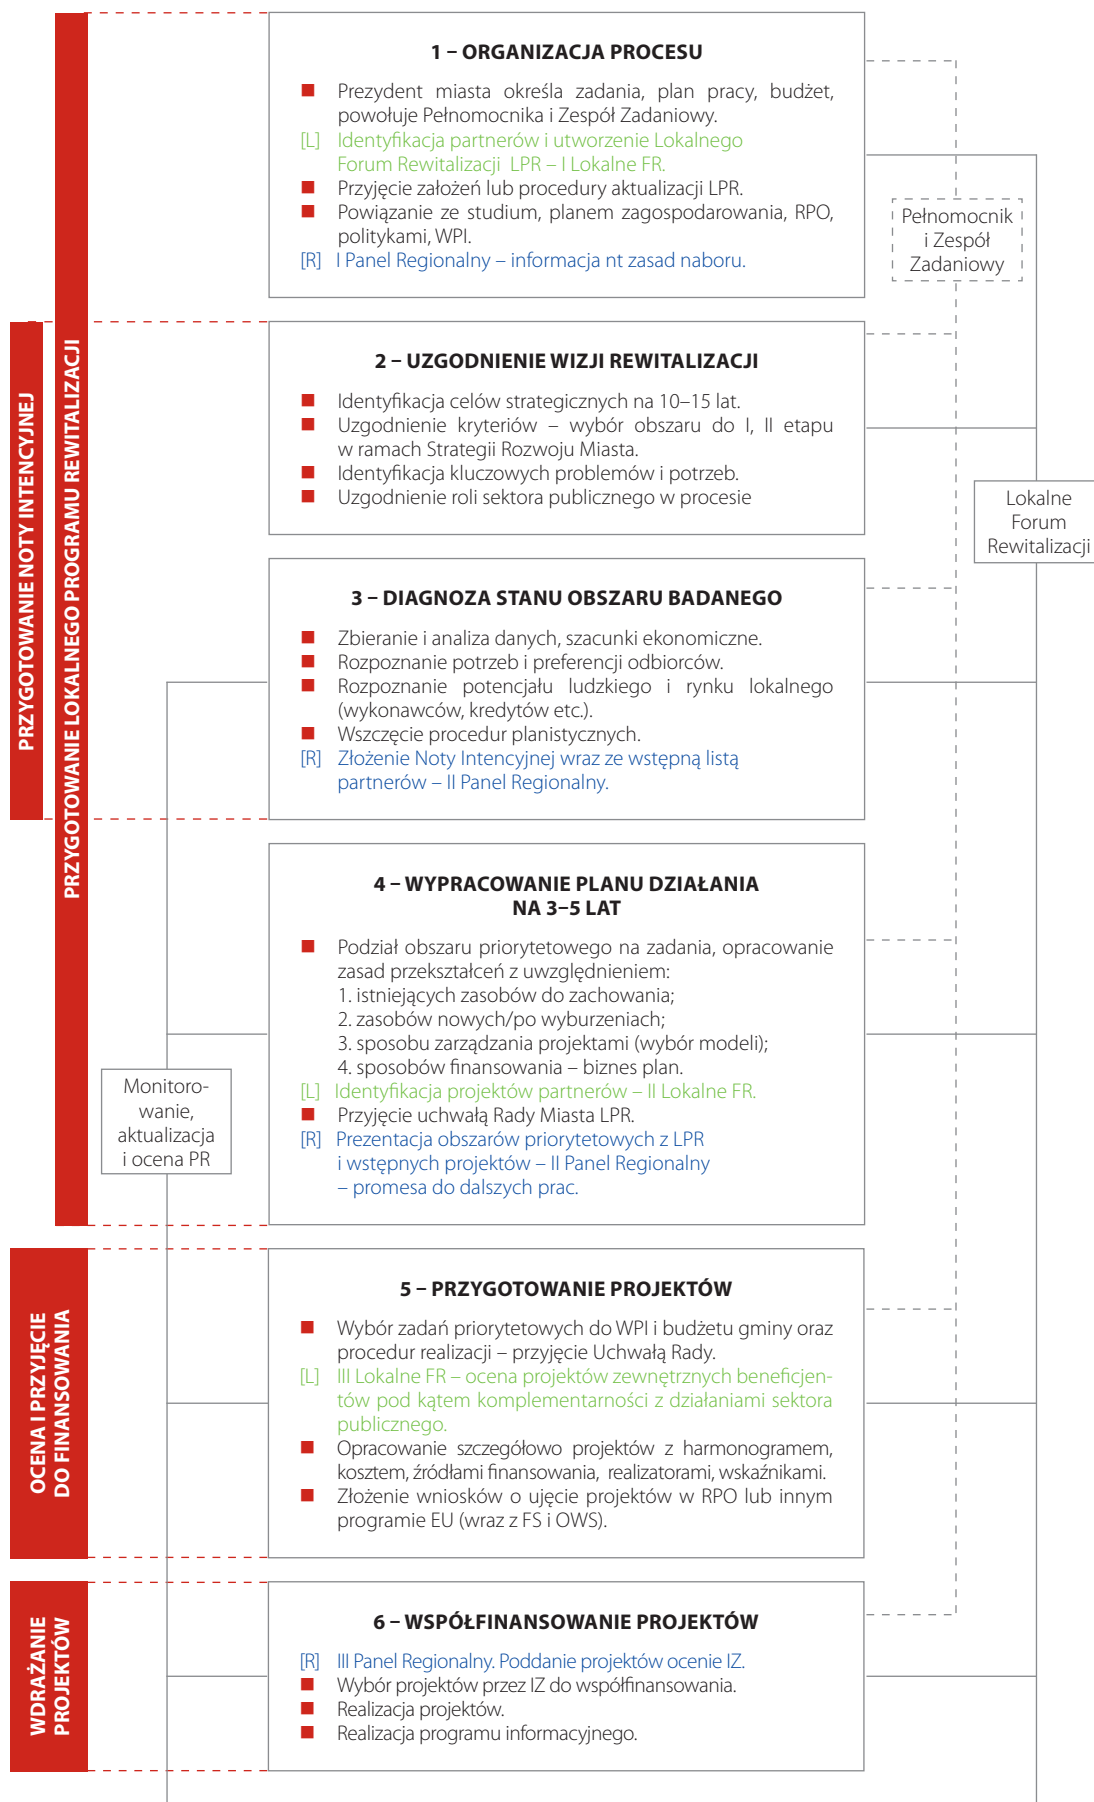 1 – ORGANIZACJA PROCESU
Prezydent miasta określa zadania, plan pracy, budżet,
powołuje Pełnomocnika i Zespół Zadaniowy.
[L] Identyfikacja partnerów i utworzenie Lokalnego
Forum Rewitalizacji LPR – I Lokalne FR.
Przyjęcie założeń lub procedury aktualizacji LPR.
Powiązanie ze studium, planem zagospodarowania, RPO,
politykami, WPI.
[R] I Panel Regionalny – informacja nt zasad naboru.
Pełnomocnik
i Zespół
Zadaniowy
2 – UZGODNIENIE WIZJI REWITALIZACJI
Identyfikacja celów strategicznych na 10–15 lat.
Uzgodnienie kryteriów – wybór obszaru do I, II etapu
w ramach Strategii Rozwoju Miasta.
Identyfikacja kluczowych problemów i potrzeb.
Uzgodnienie roli sektora publicznego w procesie
Lokalne
Forum
Rewitalizacji
PRZYGOTOWANIE NOTY INTENCYJNEJ
PRZYGOTOWANIE LOKALNEGO PROGRAMU REWITALIZACJI
3 – DIAGNOZA STANU OBSZARU BADANEGO
Zbieranie i analiza danych, szacunki ekonomiczne.
Rozpoznanie potrzeb i preferencji odbiorców.
Rozpoznanie potencjału ludzkiego i rynku lokalnego
(wykonawców, kredytów etc.).
Wszczęcie procedur planistycznych.
[R] Złożenie Noty Intencyjnej wraz ze wstępną listą
partnerów – II Panel Regionalny.
4 – WYPRACOWANIE PLANU DZIAŁANIA
NA 3–5 LAT
Podział obszaru priorytetowego na zadania, opracowanie
zasad przekształceń z uwzględnieniem:
1. istniejących zasobów do zachowania;
2. zasobów nowych/po wyburzeniach;
3. sposobu zarządzania projektami (wybór modeli);
4. sposobów finansowania – biznes plan.
[L] Identyfikacja projektów partnerów – II Lokalne FR.
Przyjęcie uchwałą Rady Miasta LPR.
[R] Prezentacja obszarów priorytetowych z LPR
i wstępnych projektów – II Panel Regionalny
– promesa do dalszych prac.
Monitoro-
wanie,
aktualizacja
i ocena PR
OCENA I PRZYJĘCIE
DO FINANSOWANIA
5 – PRZYGOTOWANIE PROJEKTÓW
Wybór zadań priorytetowych do WPI i budżetu gminy oraz
procedur realizacji – przyjęcie Uchwałą Rady.
[L] III Lokalne FR – ocena projektów zewnętrznych beneficjen-
tów pod kątem komplementarności z działaniami sektora
publicznego.
Opracowanie szczegółowo projektów z harmonogramem,
kosztem, źródłami finansowania, realizatorami, wskaźnikami.
Złożenie wniosków o ujęcie projektów w RPO lub innym
programie EU (wraz z FS i OWS).
WDRAŻANIE
PROJEKTÓW
6 – WSPÓŁFINANSOWANIE PROJEKTÓW
[R] III Panel Regionalny. Poddanie projektów ocenie IZ.
Wybór projektów przez IZ do współfinansowania.
Realizacja projektów.
Realizacja programu informacyjnego.